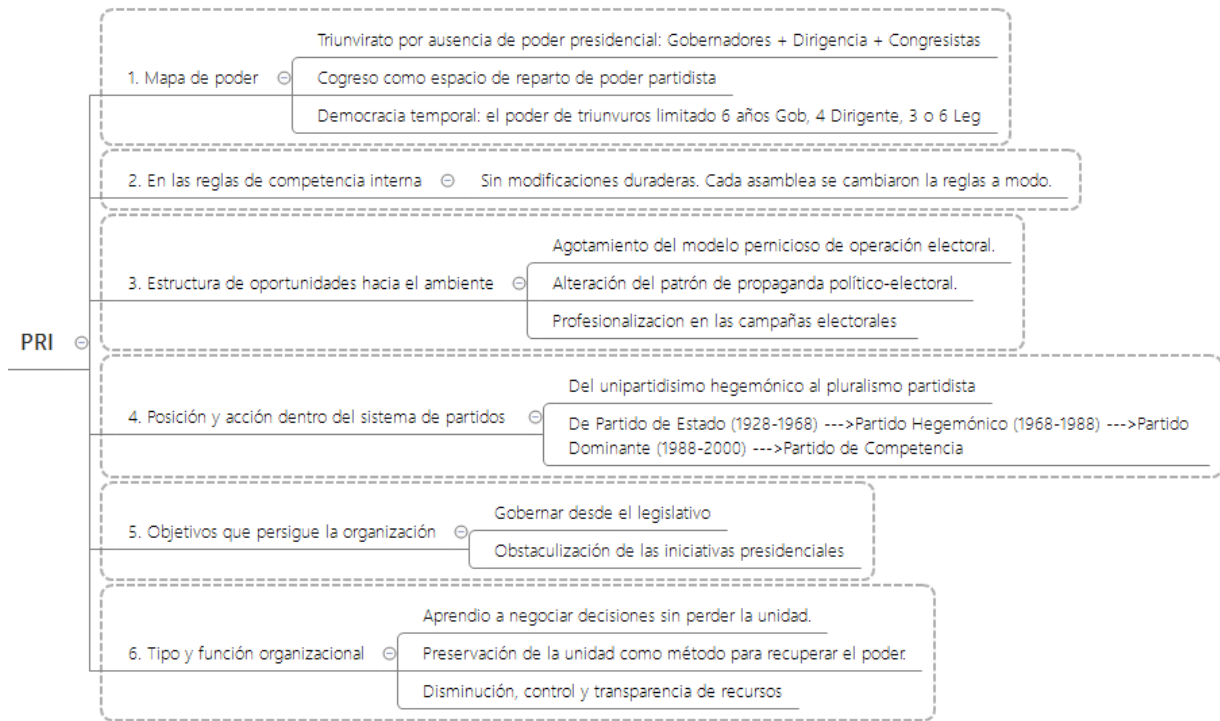 PRI
1. Mapa de poder
Triunvirato por ausencia de poder presidencial: Gobernadores + Dirigencia + Congresistas
Cogreso como espacio de reparto de poder partidista
Democracia temporal: el poder de triunvuros limitado 6 años Gob, 4 Dirigente, 3 o 6 Leg
2. En las reglas de competencia interna
Sin modificaciones duraderas. Cada asamblea se cambiaron la reglas a modo.
3. Estructura de oportunidades hacia el ambiente
Agotamiento del modelo pernicioso de operación electoral.
Alteración del patrón de propaganda político-electoral.
Profesionalizacion en las campañas electorales
4. Posición y acción dentro del sistema de partidos
Del unipartidisimo hegemónico al pluralismo partidista
De Partido de Estado (1928-1968) --->Partido Hegemónico (1968-1988) --->Partido
Dominante (1988-2000) --->Partido de Competencia
5. Objetivos que persigue la organización
Gobernar desde el legislativo
Obstaculización de las iniciativas presidenciales
6. Tipo y función organizacional
Aprendio a negociar decisiones sin perder la unidad.
Preservación de la unidad como método para recuperar el poder.
Disminución, control y transparencia de recursos